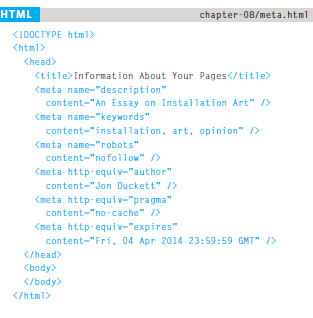 HTML chapter-08/meta.html
<!DOCTYPE html>
<html>
<head>
<title>Information About Your Pages</title>
<meta name="description"
content="An Essay on Installation Art" />
<meta name="keywords"
content="installation, art, opinion" />
<meta name="robots"
content="nofollow" />
<meta http-equiv="author"
content="Jon Duckett" />
<meta http-equiv="pragma"
content="no-cache" />
<meta http-equiv="expires"
content="Fri, 04 Apr 2014 23:59:59 GMT" />
</head>
<body>
</body>
</html>